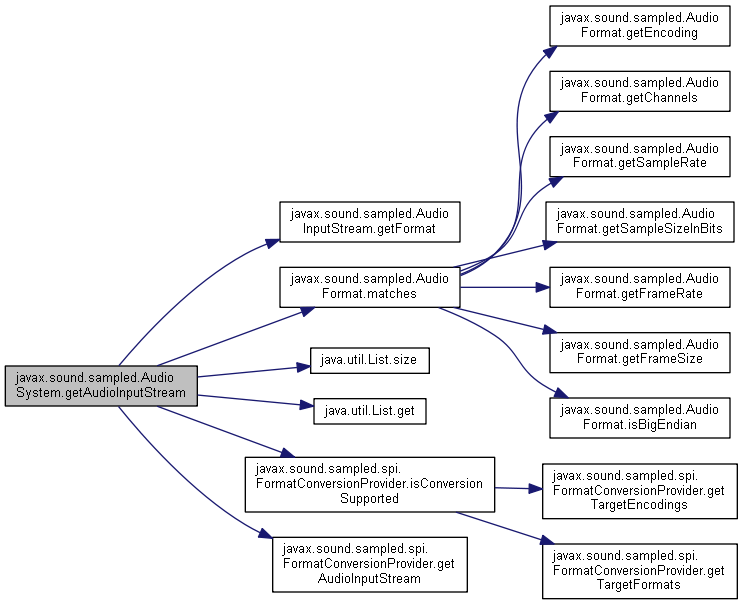 javax.sound.sampled.Audio
Format.getEncoding
javax.sound.sampled.Audio
Format.getChannels
javax.sound.sampled.Audio
Format.getSampleRate
javax.sound.sampled.Audio
InputStream.getFormat
javax.sound.sampled.Audio
Format.getSampleSizeInBits
javax.sound.sampled.Audio
Format.matches
javax.sound.sampled.Audio
Format.getFrameRate
javax.sound.sampled.Audio
Format.getFrameSize
java.util.List.size
javax.sound.sampled.Audio
System.getAudioInputStream
java.util.List.get
javax.sound.sampled.Audio
Format.isBigEndian
javax.sound.sampled.spi.
FormatConversionProvider.isConversion
Supported
javax.sound.sampled.spi.
FormatConversionProvider.get
TargetEncodings
javax.sound.sampled.spi.
FormatConversionProvider.get
AudioInputStream
javax.sound.sampled.spi.
FormatConversionProvider.get
TargetFormats